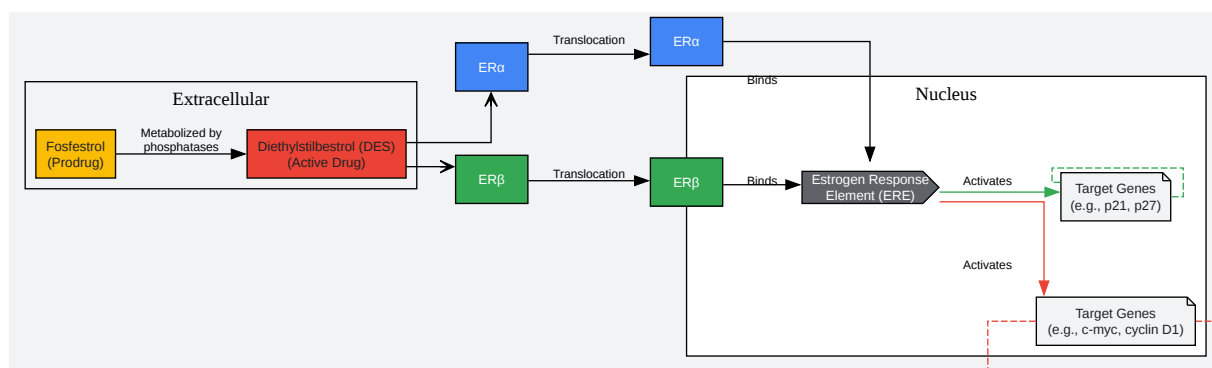 Extracellular
Fosfestrol
(Prodrug)
Metabolized by
phosphatases
Diethylstilbestrol (DES)
(Active Drug)
ERα
ERβ
Translocation
Translocation
ERα
ERβ
Nucleus
Binds
Binds
Estrogen Response
Element (ERE)
Activates
Activates
Target Genes
(e.g., p21, p27)
Target Genes
(e.g., c-myc, cyclin D1)